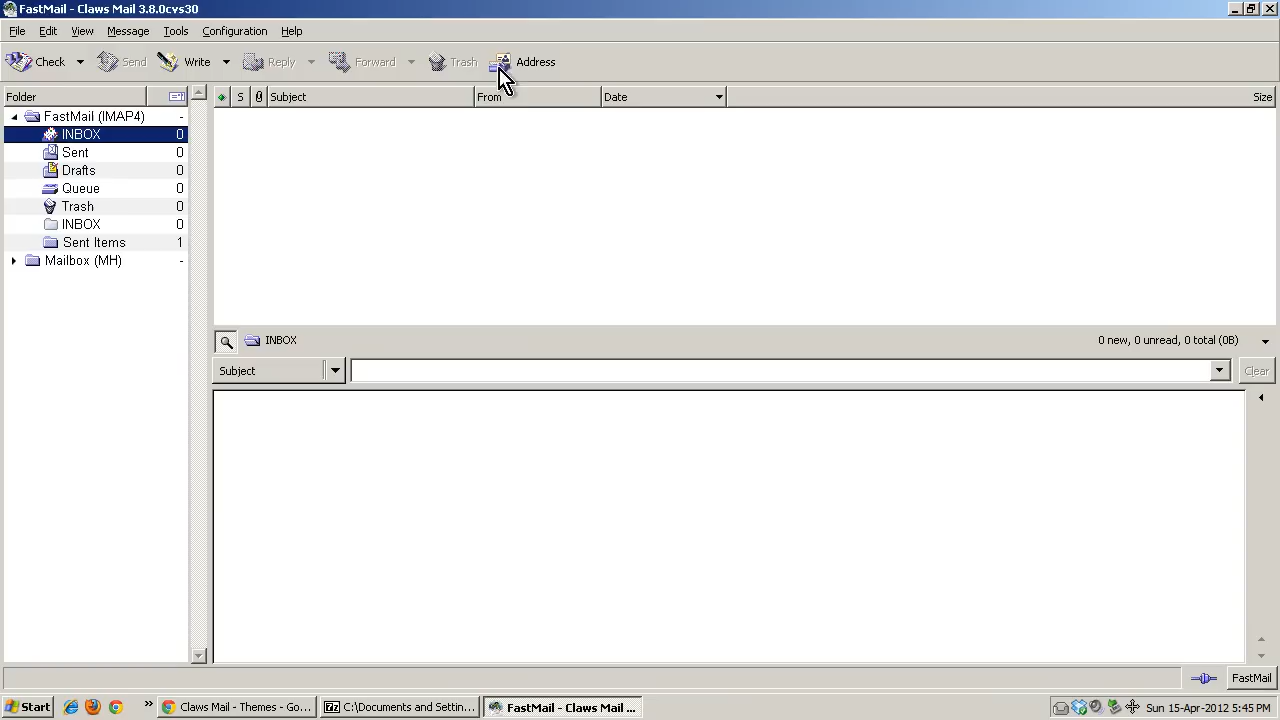 FastMail - Claws Mail 3.8.0cvs30
File Edit View Message Tools Configuration Help
Check Send Write Reply Forward Trash Address
Folder S Subject From Date Size
FastMail (IMAP4) -
INBOX 0
Sent 0
Drafts 0
Queue 0
Trash 0
INBOX 0
Sent Items 1
Mailbox (MH) -
INBOX 0 new, 0 unread, 0 total (0B)
Subject Clear
FastMail
Start » Claws Mail - Themes - Go... 7z C:\Documents and Settin... FastMail - Claws Mail ... Sun 15-Apr-2012 5:45 PM